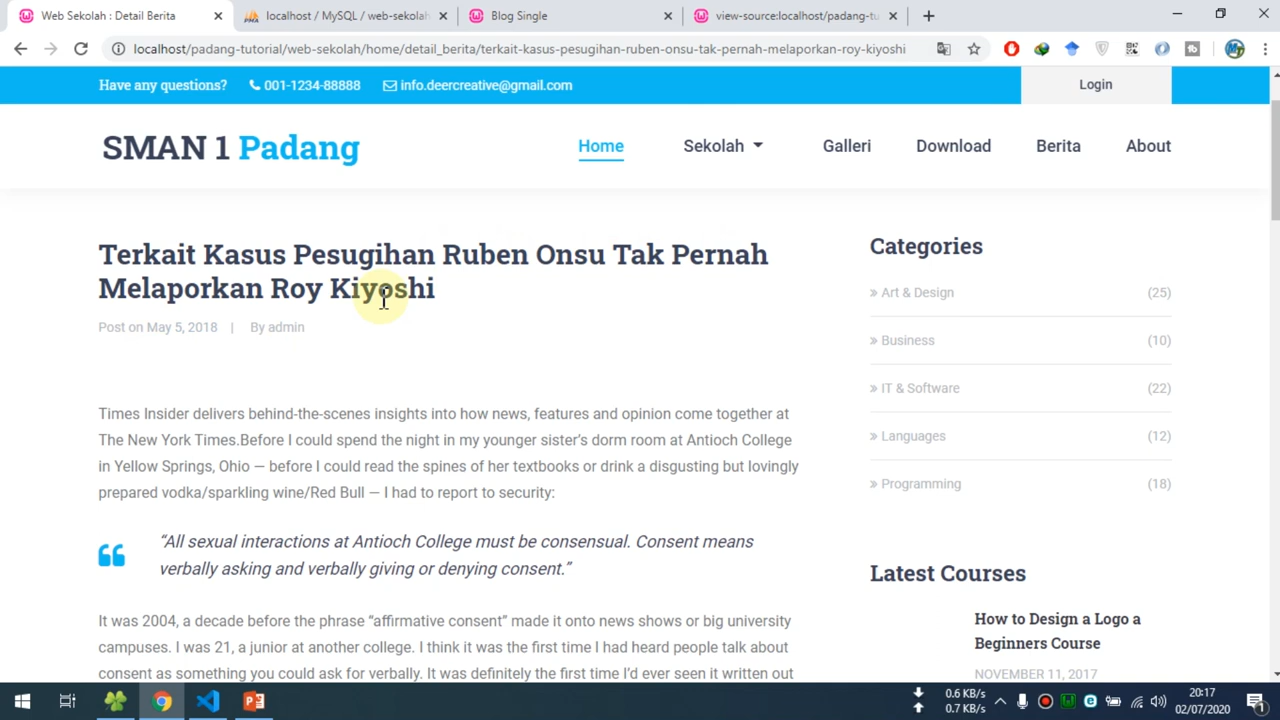 Web Sekolah : Detail Berita
localhost / MySQL / web-sekolah
Blog Single
view-source:localhost/padang-tu
localhost/padang-tutorial/web-sekolah/home/detail_berita/terkait-kasus-pesugihan-ruben-onsu-tak-pernah-melaporkan-roy-kiyoshi
Have any questions? 001-1234-88888 info.deercreative@gmail.com Login
SMAN 1 Padang
Home Sekolah Galleri Download Berita About
Terkait Kasus Pesugihan Ruben Onsu Tak Pernah
Melaporkan Roy Kiyoshi
Post on May 5, 2018 | By admin
Times Insider delivers behind-the-scenes insights into how news, features and opinion come together at
The New York Times.Before I could spend the night in my younger sister's dorm room at Antioch College
in Yellow Springs, Ohio — before I could read the spines of her textbooks or drink a disgusting but lovingly
prepared vodka/sparkling wine/Red Bull — I had to report to security:
“All sexual interactions at Antioch College must be consensual. Consent means
verbally asking and verbally giving or denying consent.”
It was 2004, a decade before the phrase “affirmative consent” made it onto news shows or big university
campuses. I was 21, a junior at another college. I think it was the first time I had heard people talk about
consent as something you could ask for verbally. It was definitely the first time I'd ever seen it written out
Categories
» Art & Design (25)
» Business (10)
» IT & Software (22)
» Languages (12)
» Programming (18)
Latest Courses
How to Design a Logo a
Beginners Course
NOVEMBER 11, 2017
0.6 KB/s
0.7 KB/s
20:17
02/07/2020